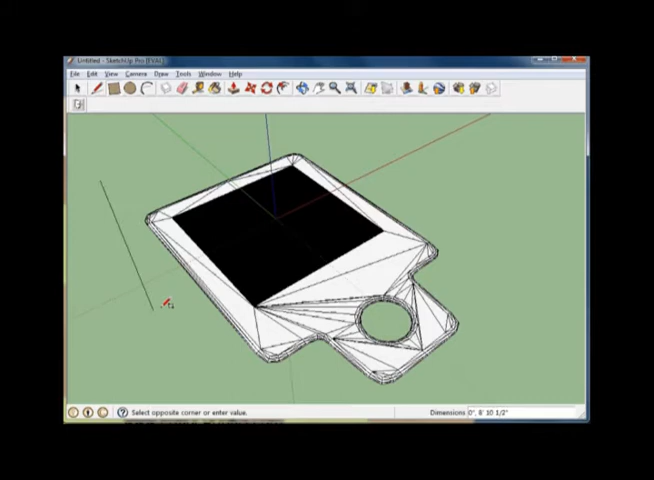 Untitled - SketchUp Pro [EVAL]
File Edit View Camera Draw Tools Window Help
Select opposite corner or enter value.
Dimensions 0", 8' 10 1/2"